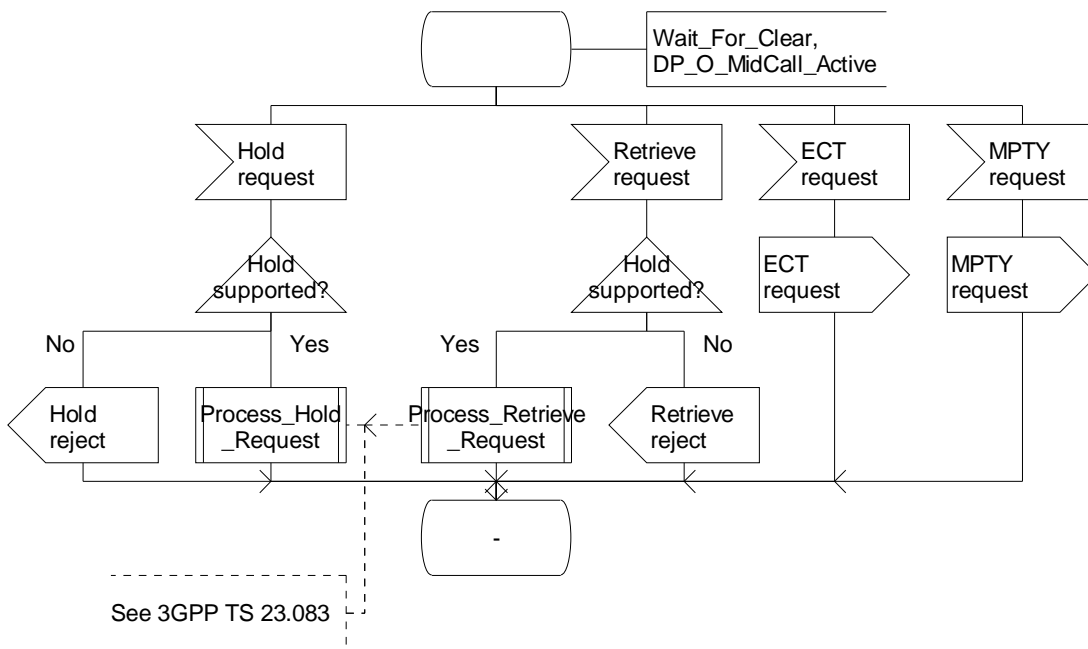 Wait_For_Clear,
DP_O_MidCall_Active
Hold
request
Retrieve
request
ECT
request
MPTY
request
Hold
supported?
Hold
supported?
ECT
request
MPTY
request
No
Yes
Yes
No
Hold
reject
Process_Hold
_Request
Process_Retrieve
_Request
Retrieve
reject
-
See 3GPP TS 23.083